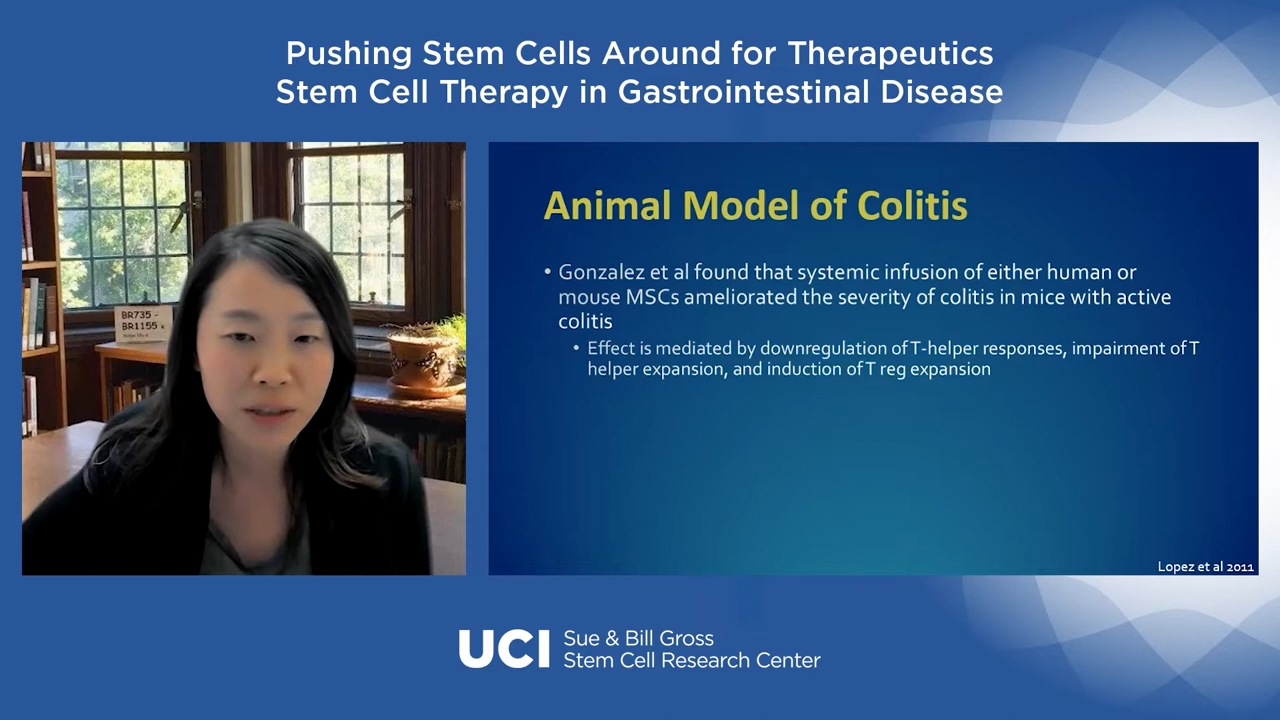 Pushing Stem Cells Around for Therapeutics
Stem Cell Therapy in Gastrointestinal Disease
BR735 -
BR1155 K
Animal Model of Colitis
• Gonzalez et al found that systemic infusion of either human or
mouse MSCs ameliorated the severity of colitis in mice with active
colitis
• Effect is mediated by downregulation of T-helper responses, impairment of T
helper expansion, and induction of T reg expansion
Lopez et al 2011
UCI
Sue & Bill Gross
Stem Cell Research Center